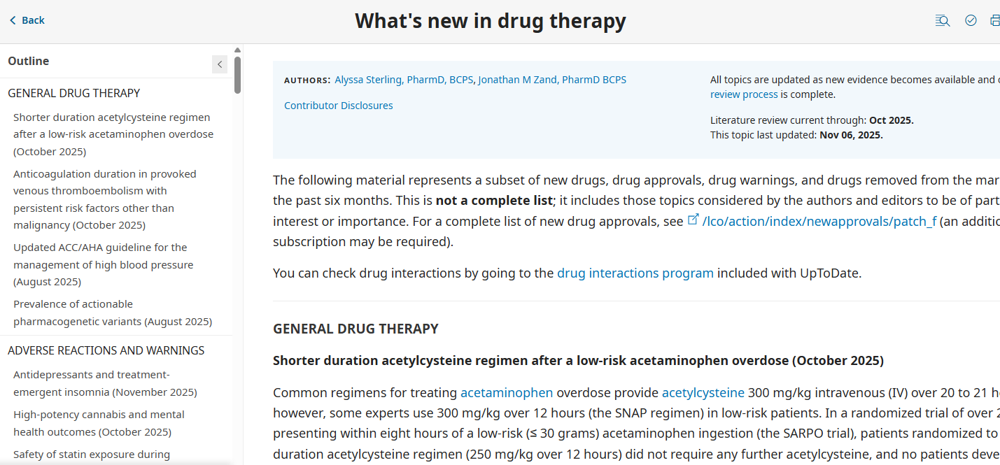 Back
What's new in drug therapy
Outline
GENERAL DRUG THERAPY
Shorter duration acetylcysteine regimen
after a low-risk acetaminophen overdose
(October 2025)
Anticoagulation duration in provoked
venous thromboembolism with
persistent risk factors other than
malignancy (October 2025)
Updated ACC/AHA guideline for the
management of high blood pressure
(August 2025)
Prevalence of actionable
pharmacogenetic variants (August 2025)
ADVERSE REACTIONS AND WARNINGS
Antidepressants and treatment-
emergent insomnia (November 2025)
High-potency cannabis and mental
health outcomes (October 2025)
Safety of statin exposure during
AUTHORS: Alyssa Sterling, PharmD, BCPS, Jonathan M Zand, PharmD BCPS
Contributor Disclosures
All topics are updated as new evidence becomes available and
review process is complete.
Literature review current through: Oct 2025.
This topic last updated: Nov 06, 2025.
The following material represents a subset of new drugs, drug approvals, drug warnings, and drugs removed from the
the past six months. This is not a complete list; it includes those topics considered by the authors and editors to be of
interest or importance. For a complete list of new drug approvals, see /lco/action/index/newapprovals/patch_f (an
subscription may be required).
You can check drug interactions by going to the drug interactions program included with UpToDate.
GENERAL DRUG THERAPY
Shorter duration acetylcysteine regimen after a low-risk acetaminophen overdose (October 2025)
Common regimens for treating acetaminophen overdose provide acetylcysteine 300 mg/kg intravenous (IV) over 20 to 21
however, some experts use 300 mg/kg over 12 hours (the SNAP regimen) in low-risk patients. In a randomized trial of over
presenting within eight hours of a low-risk (≤ 30 grams) acetaminophen ingestion (the SARPO trial), patients randomized to
duration acetylcysteine regimen (250 mg/kg over 12 hours) did not require any further acetylcysteine, and no patients